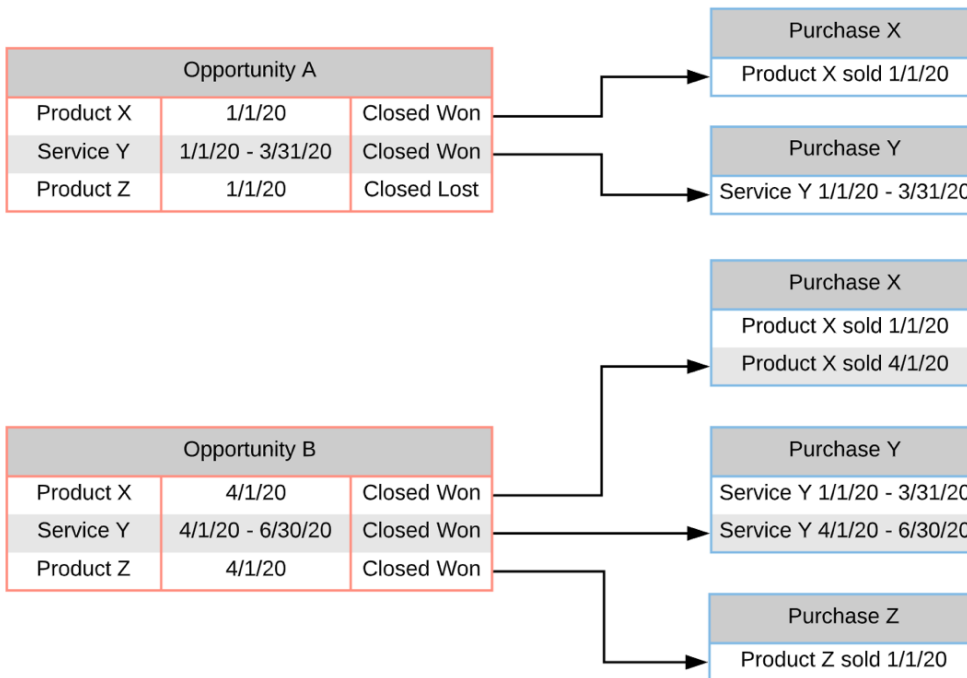 Purchase X
Product X sold 1/1/20
Opportunity A
Product X 1/1/20 Closed Won
Service Y 1/1/20 - 3/31/20 Closed Won
Product Z 1/1/20 Closed Lost
Purchase Y
Service Y 1/1/20 - 3/31/20
Purchase X
Product X sold 1/1/20
Product X sold 4/1/20
Opportunity B
Product X 4/1/20 Closed Won
Service Y 4/1/20 - 6/30/20 Closed Won
Product Z 4/1/20 Closed Won
Purchase Y
Service Y 1/1/20 - 3/31/20
Service Y 4/1/20 - 6/30/20
Purchase Z
Product Z sold 1/1/20